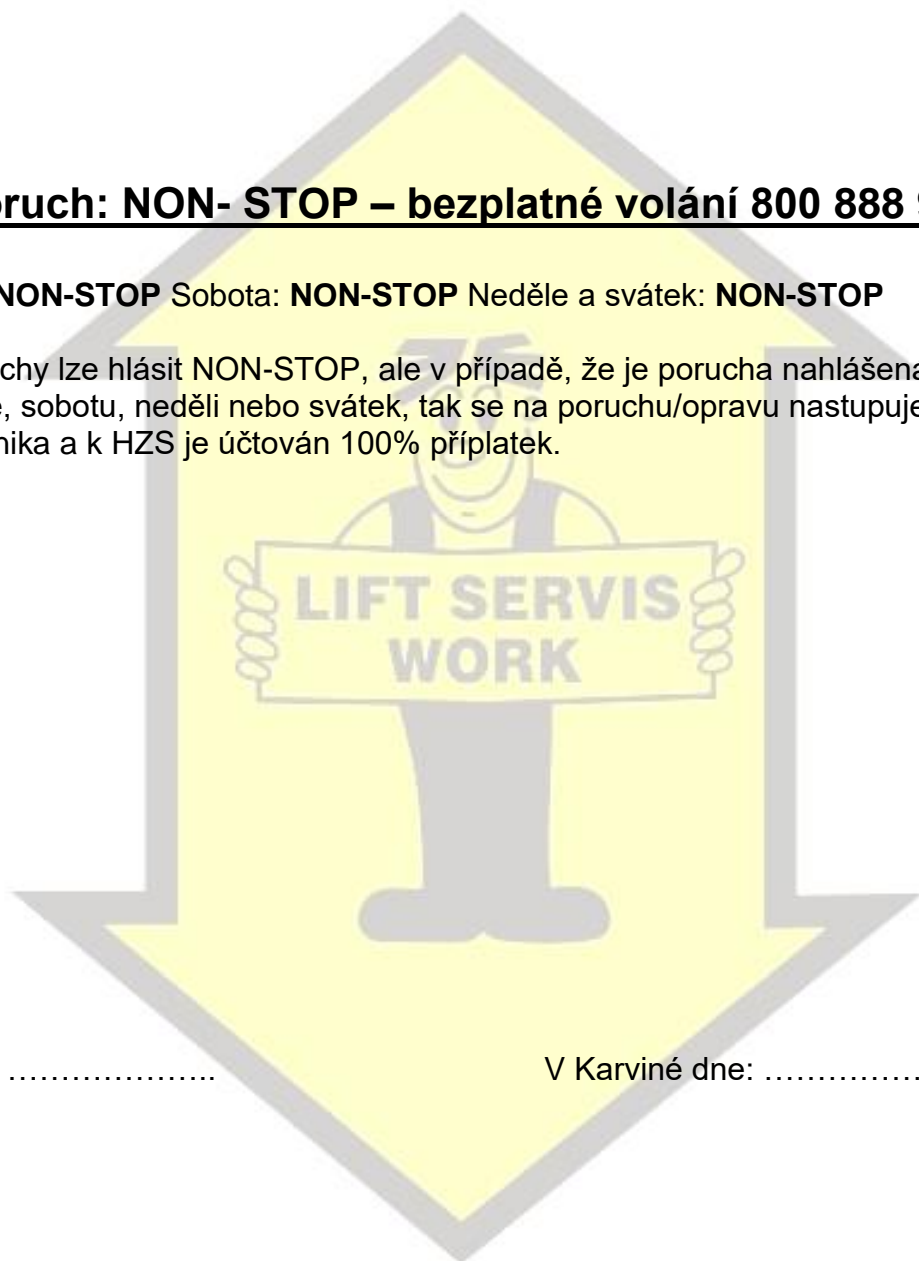 oruch: NON- STOP – bezplatné volání 800 888 9
NON-STOP Sobota: NON-STOP Neděle a svátek: NON-STOP
chy lze hlásit NON-STOP, ale v případě, že je porucha nahlášena
, sobotu, neděli nebo svátek, tak se na poruchu/opravu nastupuje
nika a k HZS je účtován 100% příplatek.
LIFT SERVIS
WORK
……………….. V Karviné dne: ……………